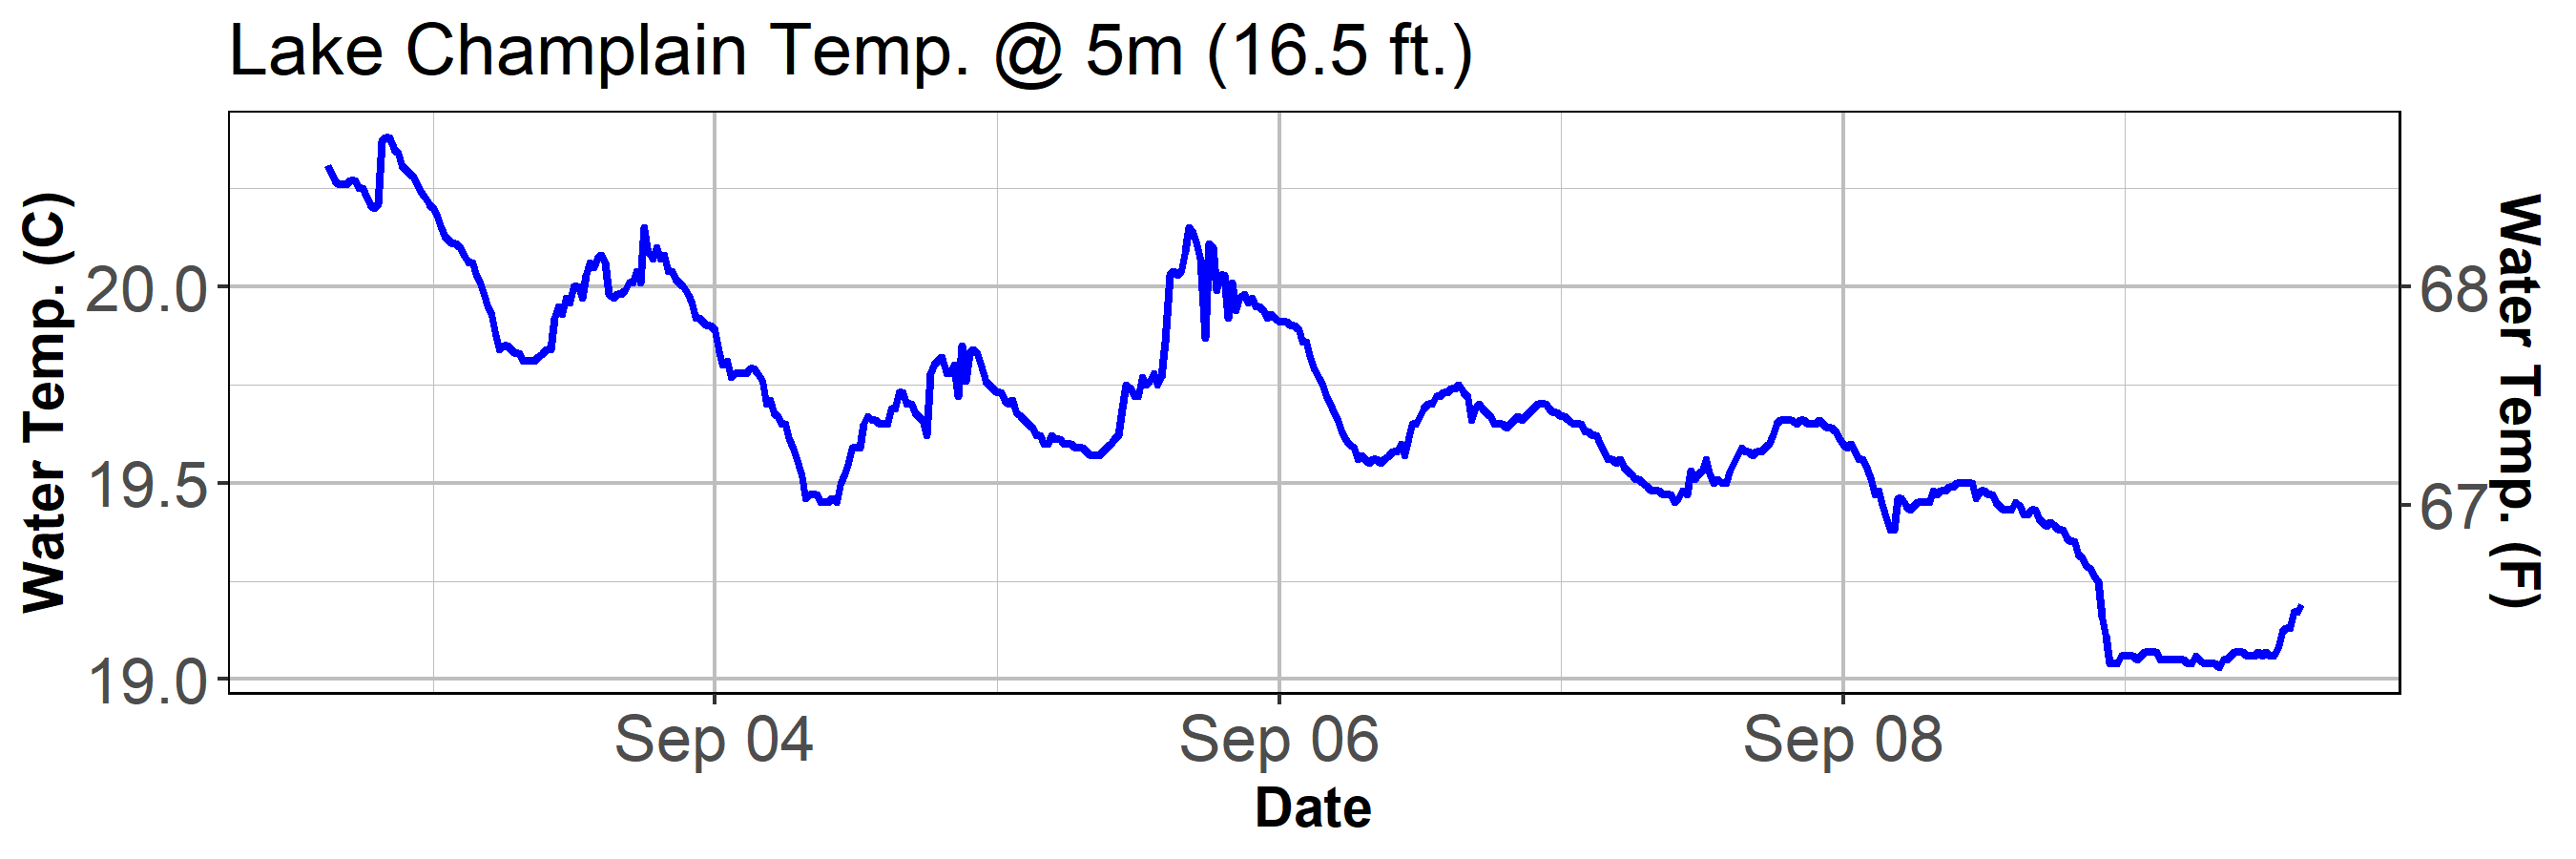 Lake Champlain Temp. @ 5m (16.5 ft.)
Water Temp. (C)
20.0
19.5
19.0
68
67
Water Temp. (F)
Sep 04 Sep 06 Sep 08
Date